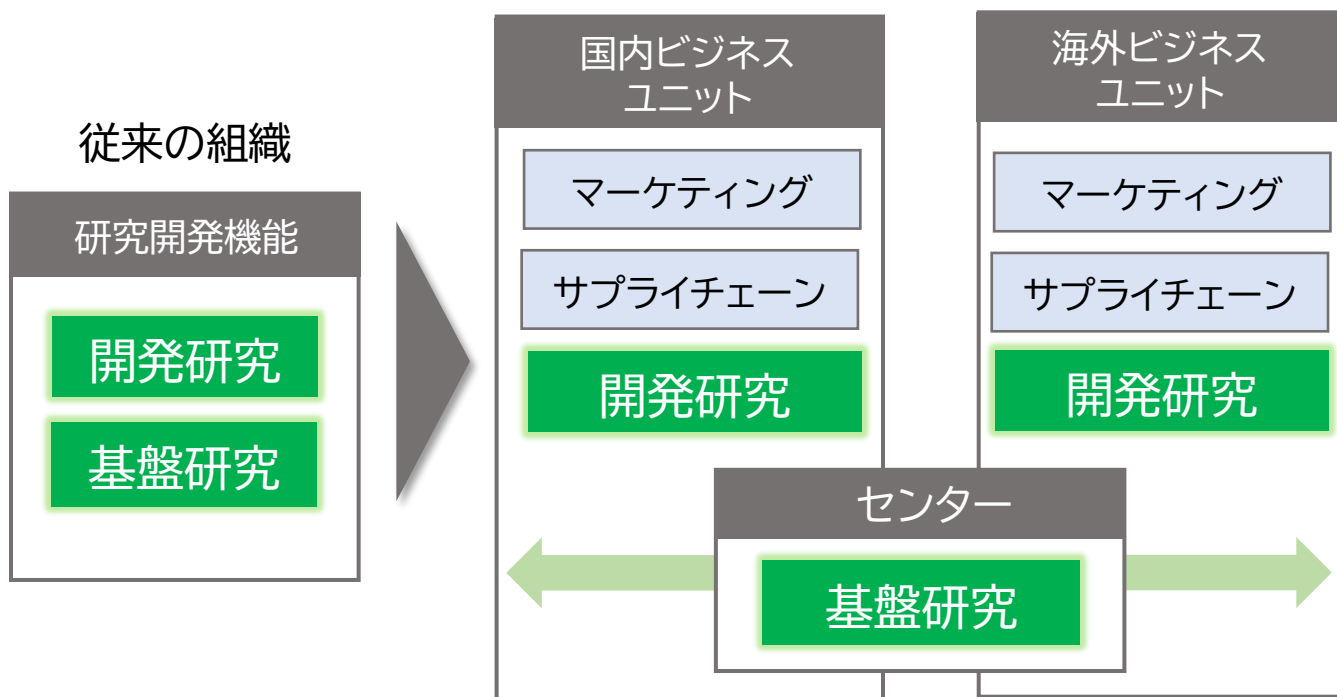 従来の組織
研究開発機能
開発研究
基盤研究
国内ビジネス
ユニット
マーケティング
サプライチェーン
開発研究
海外ビジネス
ユニット
マーケティング
サプライチェーン
開発研究
センター
基盤研究